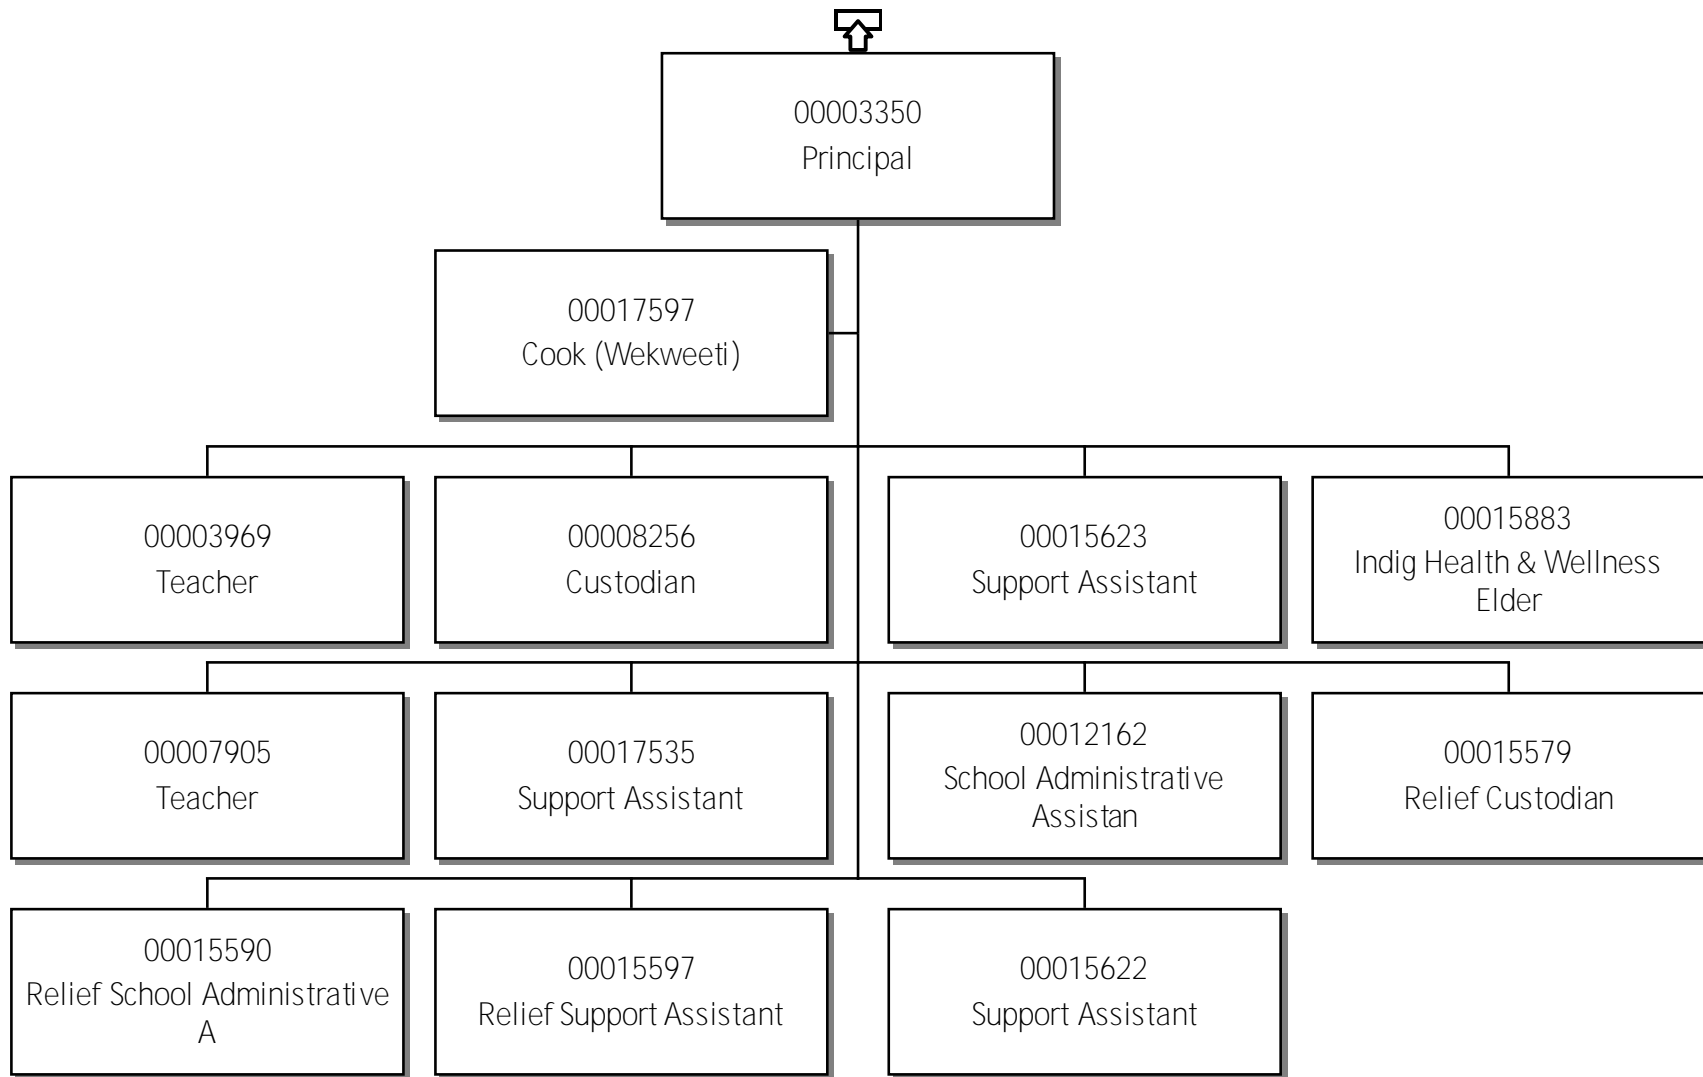 00003350
Principal
00017597
Cook (Wekweeti)
00003969
Teacher
00008256
Custodian
00015623
Support Assistant
00015883
Indig Health & Wellness
Elder
00007905
Teacher
00017535
Support Assistant
00012162
School Administrative
Assistan
00015579
Relief Custodian
00015590
Relief School Administrative
A
00015597
Relief Support Assistant
00015622
Support Assistant